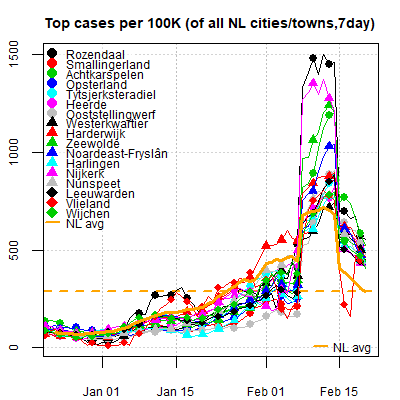 Top cases per 100K (of all NL cities/towns,7day)
1500
Rozendaal
Smallingerland
Achtkarspelen
Opsterland
Tytsjerksteradiel
Heerde
Ooststellingwerf
Westerkwartier
Harderwijk
Zeewolde
Noardeast-Fryslân
Harlingen
Nijkerk
Nunspeet
Leeuwarden
Vlieland
Wijchen
NL avg
1000
500
0
NL avg
Jan 01
Jan 15
Feb 01
Feb 15